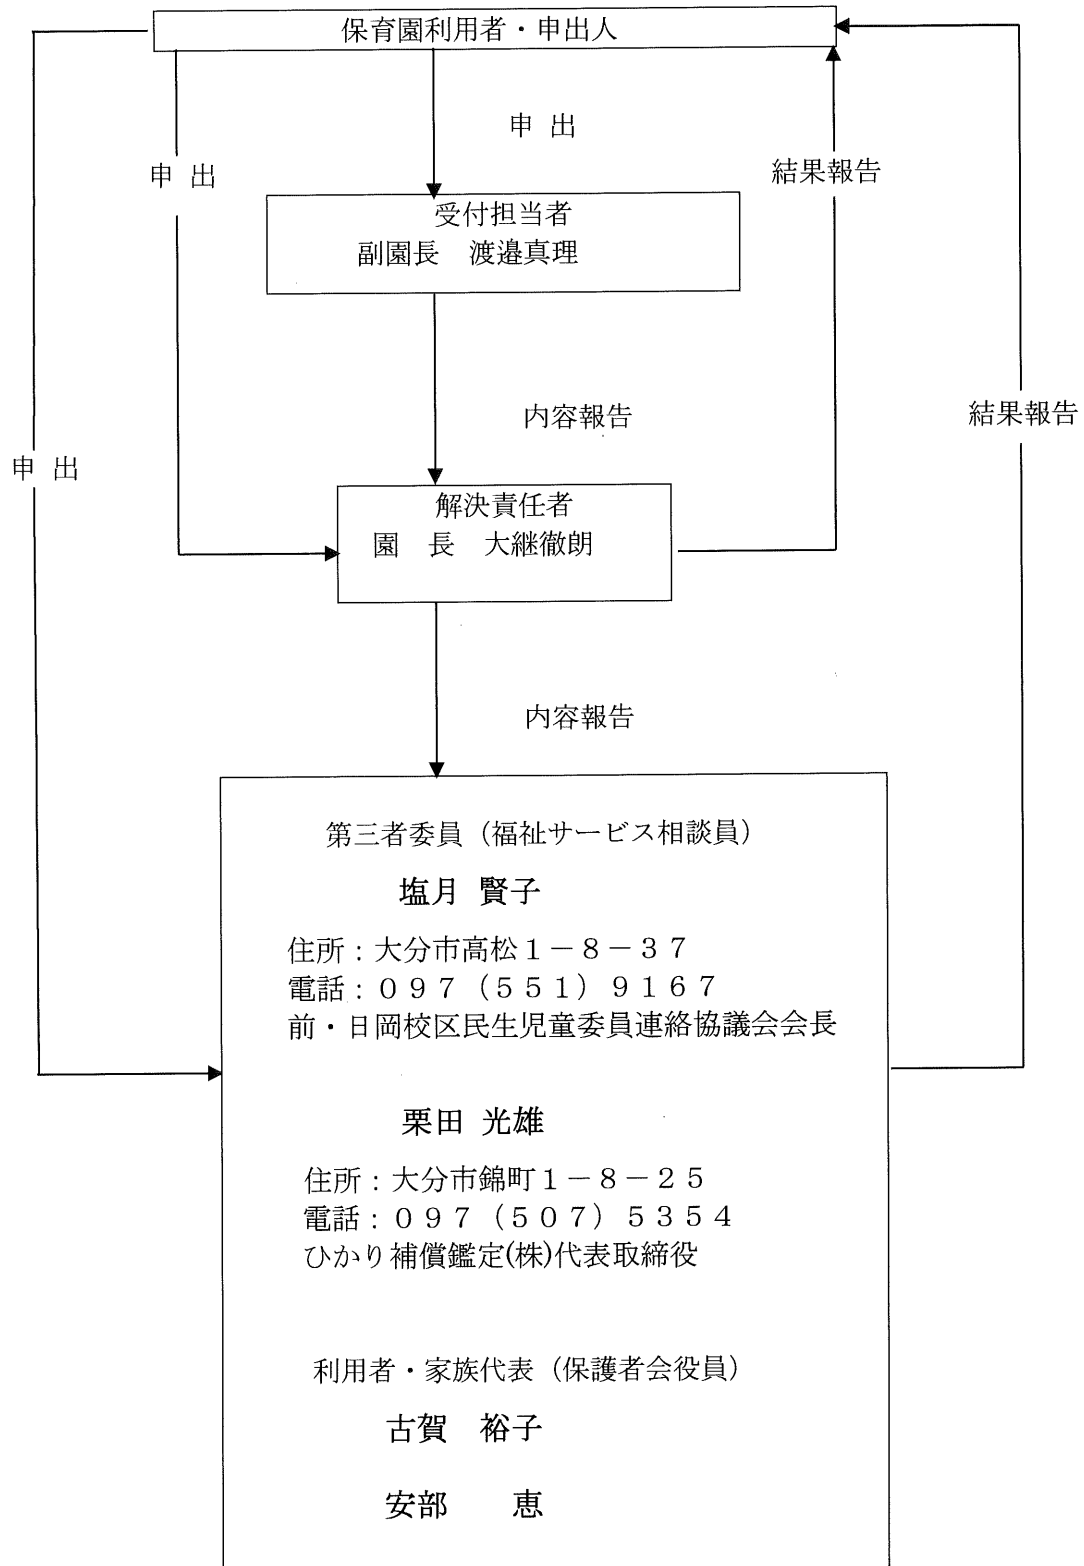 保育園利用者・申出人
申 出
申 出
結果報告
受付担当者
副園長　渡邉真理
内容報告
結果報告
申 出
解決責任者
園　長　大継徹朗
内容報告
第三者委員（福祉サービス相談員）
塩月 賢子
住所：大分市高松１－８－３７
電話：０９７（５５１）９１６７
前・日岡校区民生児童委員連絡協議会会長
栗田 光雄
住所：大分市錦町１－８－２５
電話：０９７（５０７）５３５４
ひかり補償鑑定(株)代表取締役
利用者・家族代表（保護者会役員）
古賀　裕子
安部　　恵